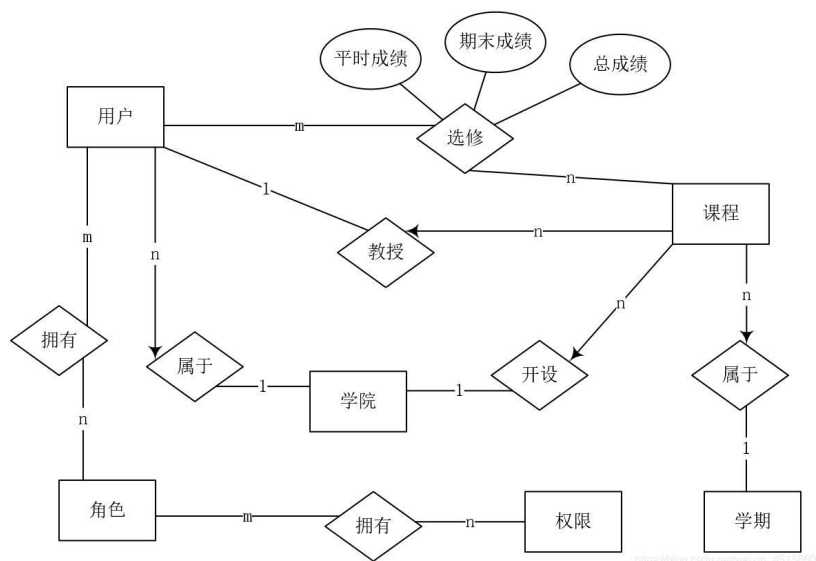 平时成绩
期末成绩
总成绩
用户
m
选修
n
课程
1
教授
n
m
n
n
n
拥有
属于
1
学院
1
开设
属于
n
1
角色
m
拥有
n
权限
学期